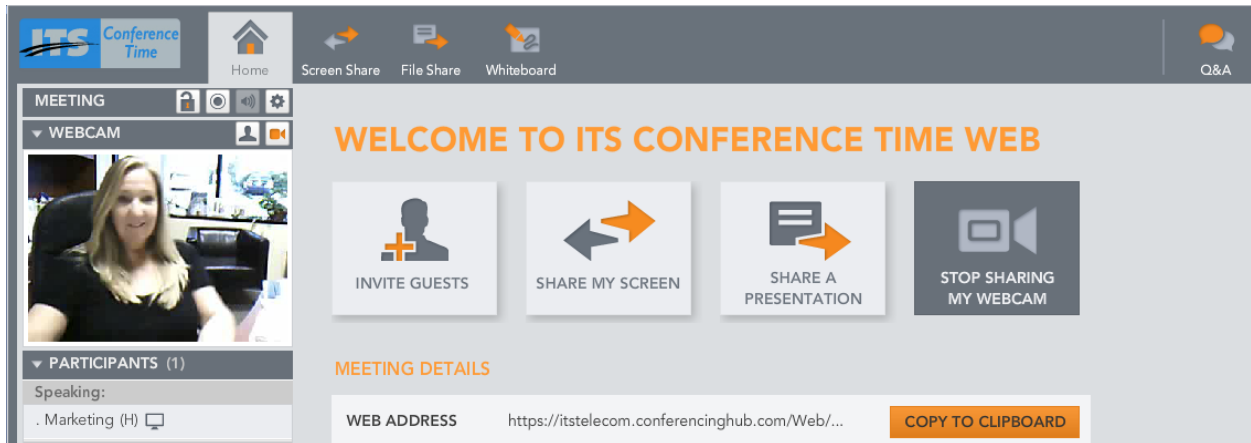 ITS Conference
Time
Home
Screen Share
File Share
Whiteboard
Q&A
MEETING
WEBCAM
PARTICIPANTS (1)
Speaking:
. Marketing (H)
WELCOME TO ITS CONFERENCE TIME WEB
INVITE GUESTS
SHARE MY SCREEN
SHARE A
PRESENTATION
STOP SHARING
MY WEBCAM
MEETING DETAILS
WEB ADDRESS https://itstelecom.conferencinghub.com/Web/... COPY TO CLIPBOARD